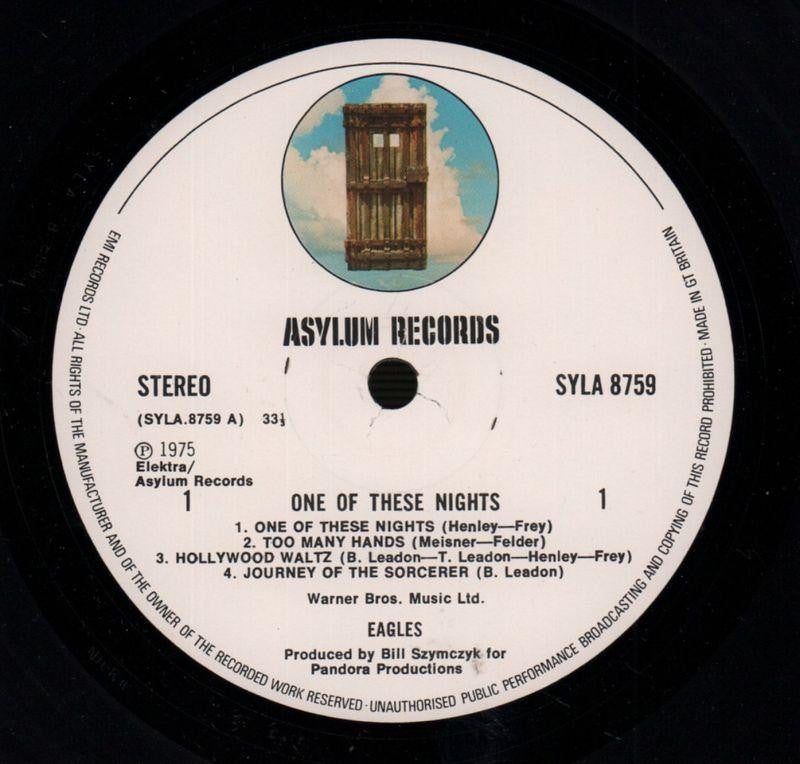 ASYLUM RECORDS
STEREO
SYLA 8759
(SYLA.8759 A) 33⅓
Ⓟ 1975
Elektra/
Asylum Records
1
ONE OF THESE NIGHTS
1
1. ONE OF THESE NIGHTS (Henley—Frey)
2. TOO MANY HANDS (Meisner—Felder)
3. HOLLYWOOD WALTZ (B. Leadon—T. Leadon—Henley—Frey)
4. JOURNEY OF THE SORCERER (B. Leadon)
Warner Bros. Music Ltd.
EAGLES
Produced by Bill Szymczyk for
Pandora Productions
EMI RECORDS LTD · ALL RIGHTS OF THE MANUFACTURER AND OF THE OWNER OF THE RECORDED WORK RESERVED · UNAUTHORISED PUBLIC PERFORMANCE BROADCASTING AND COPYING OF THIS RECORD PROHIBITED · MADE IN GT BRITAIN